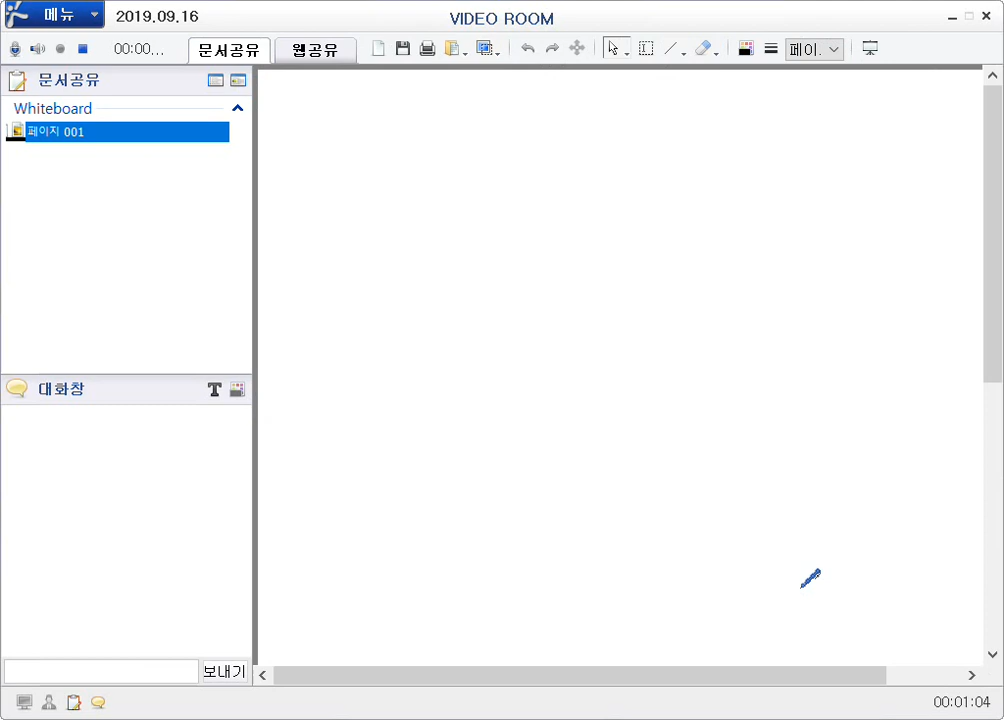 메뉴 2019.09.16 VIDEO ROOM
00:00... 문서공유 웹공유 페이.
문서공유
Whiteboard
페이지 001
대화창
보내기
00:01:04